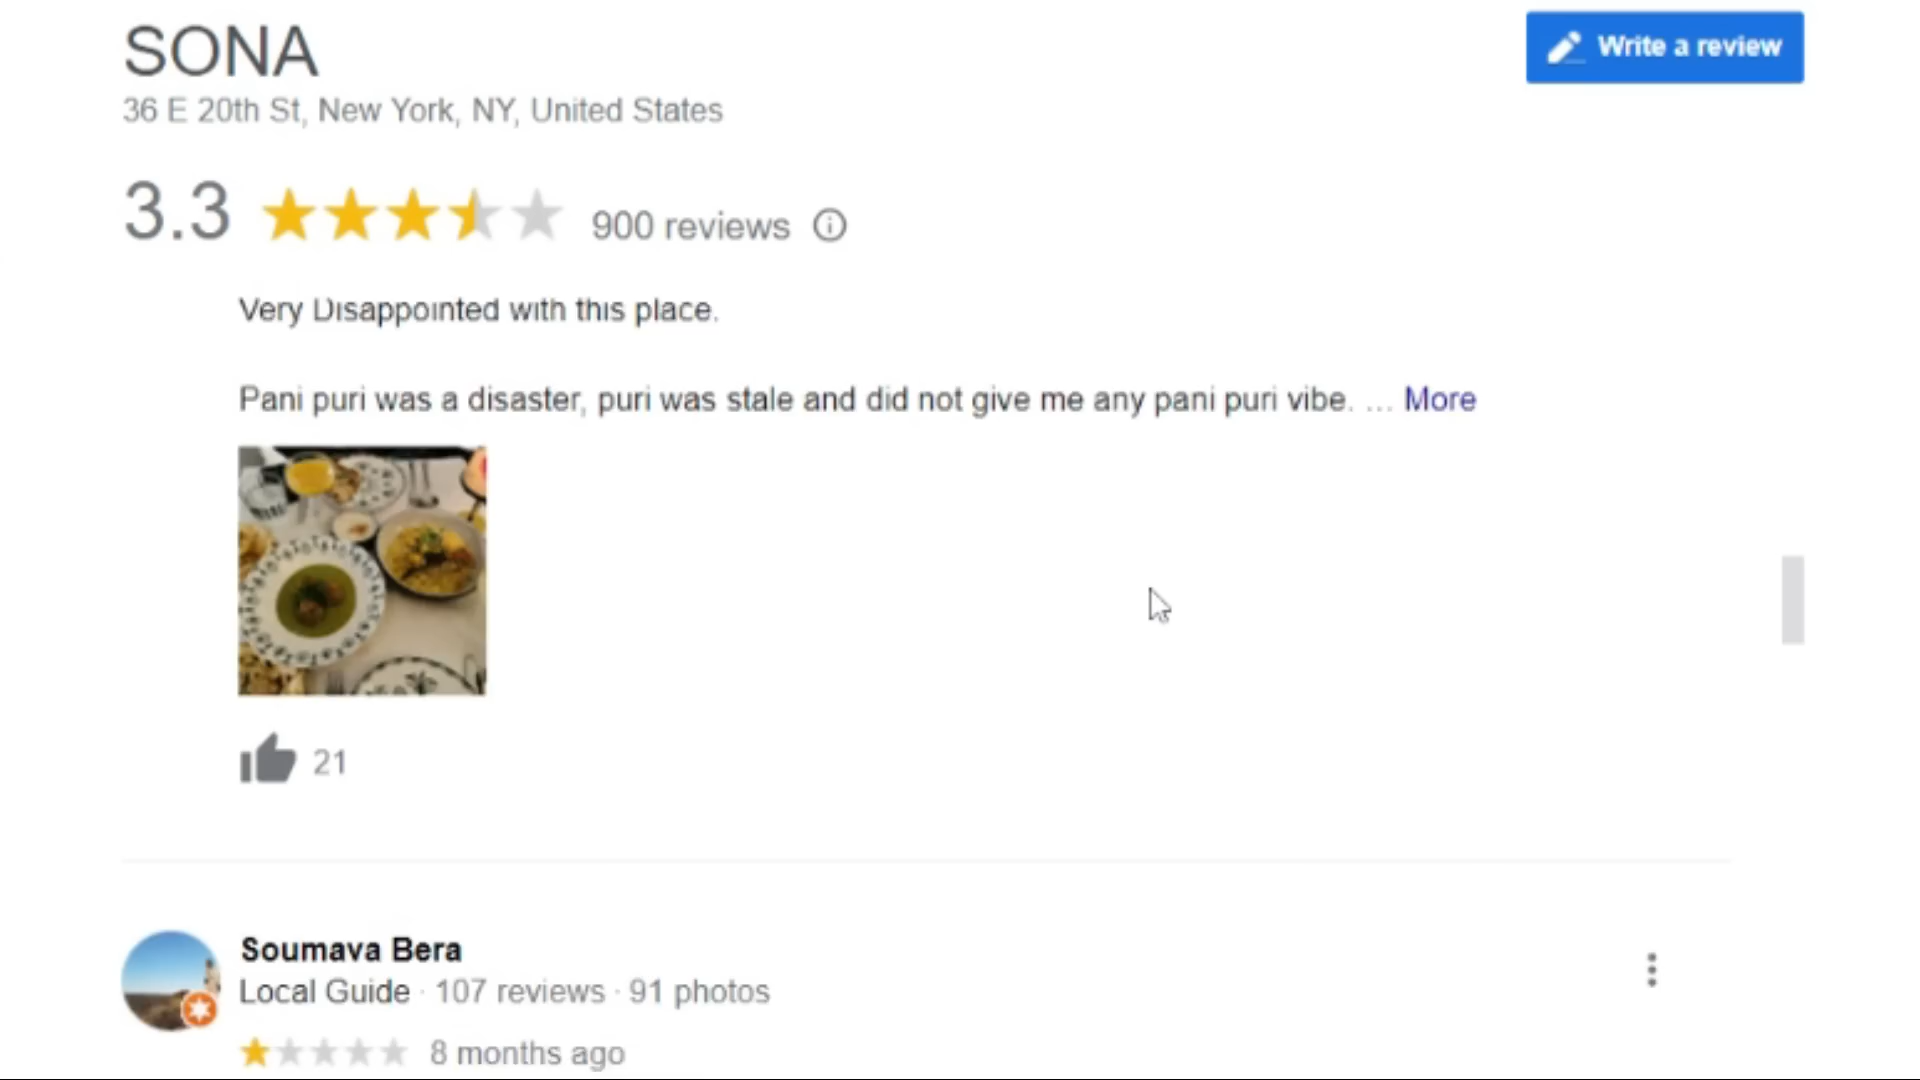 SONA
Write a review
36 E 20th St, New York, NY, United States
3.3 900 reviews
Very Disappointed with this place.
Pani puri was a disaster, puri was stale and did not give me any pani puri vibe. ... More
21
Soumava Bera
Local Guide · 107 reviews · 91 photos
8 months ago